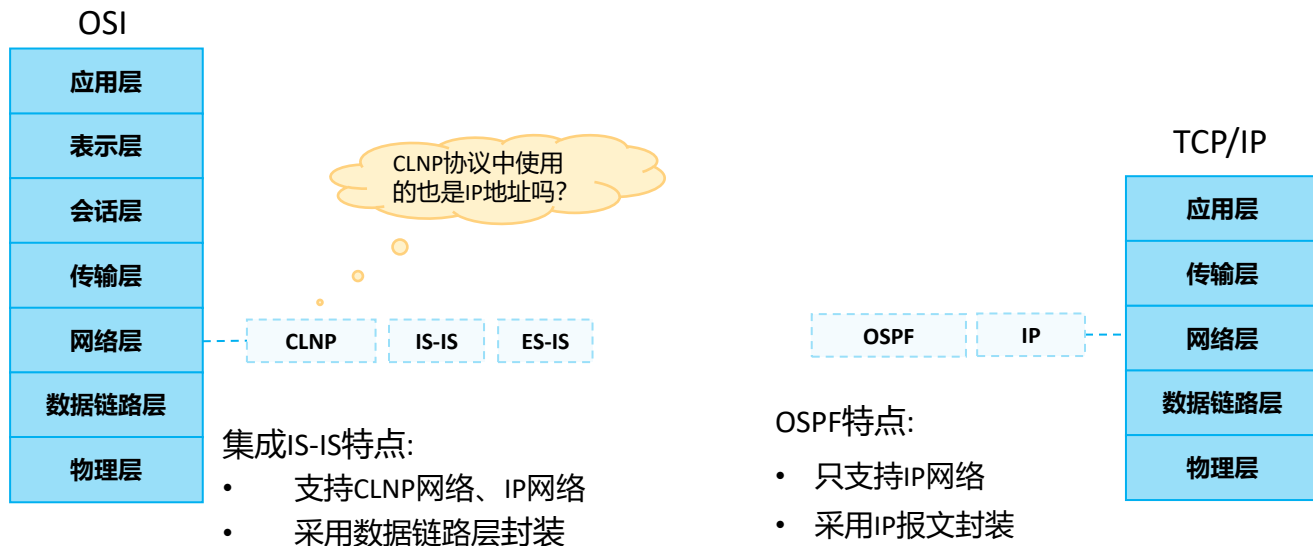 OSI
应用层
表示层
会话层
传输层
网络层
数据链路层
物理层
CLNP协议中使用
的也是IP地址吗?
CLNP
IS-IS
ES-IS
集成IS-IS特点:
• 支持CLNP网络、IP网络
• 采用数据链路层封装
OSPF
IP
OSPF特点:
• 只支持IP网络
• 采用IP报文封装
TCP/IP
应用层
传输层
网络层
数据链路层
物理层